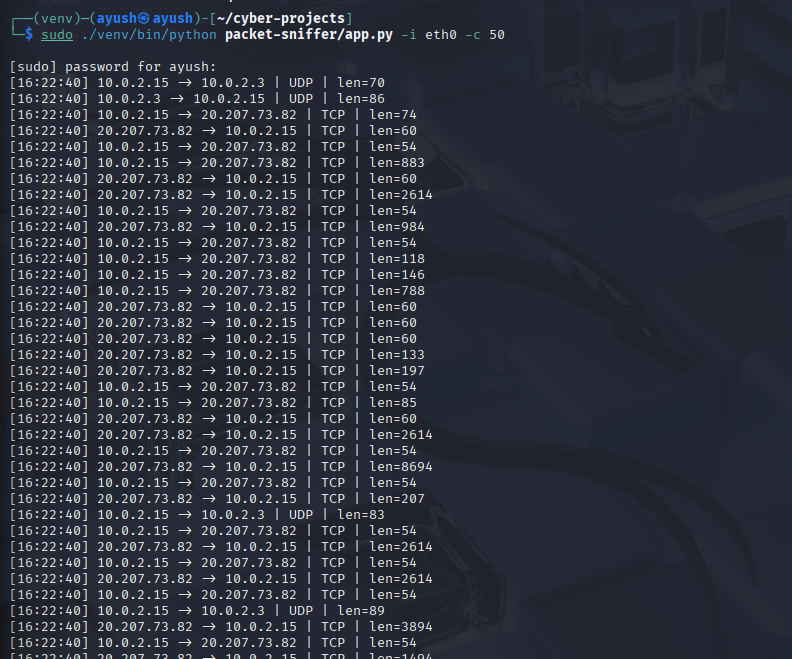 ┌──(venv)─(ayush㉿ayush)-[~/cyber-projects]
└─$ sudo ./venv/bin/python packet-sniffer/app.py -i eth0 -c 50
[sudo] password for ayush:
[16:22:40] 10.0.2.15 → 10.0.2.3 | UDP | len=70
[16:22:40] 10.0.2.3 → 10.0.2.15 | UDP | len=86
[16:22:40] 10.0.2.15 → 20.207.73.82 | TCP | len=74
[16:22:40] 20.207.73.82 → 10.0.2.15 | TCP | len=60
[16:22:40] 10.0.2.15 → 20.207.73.82 | TCP | len=54
[16:22:40] 10.0.2.15 → 20.207.73.82 | TCP | len=883
[16:22:40] 20.207.73.82 → 10.0.2.15 | TCP | len=60
[16:22:40] 20.207.73.82 → 10.0.2.15 | TCP | len=2614
[16:22:40] 10.0.2.15 → 20.207.73.82 | TCP | len=54
[16:22:40] 20.207.73.82 → 10.0.2.15 | TCP | len=984
[16:22:40] 10.0.2.15 → 20.207.73.82 | TCP | len=54
[16:22:40] 10.0.2.15 → 20.207.73.82 | TCP | len=118
[16:22:40] 10.0.2.15 → 20.207.73.82 | TCP | len=146
[16:22:40] 10.0.2.15 → 20.207.73.82 | TCP | len=788
[16:22:40] 20.207.73.82 → 10.0.2.15 | TCP | len=60
[16:22:40] 20.207.73.82 → 10.0.2.15 | TCP | len=60
[16:22:40] 20.207.73.82 → 10.0.2.15 | TCP | len=60
[16:22:40] 20.207.73.82 → 10.0.2.15 | TCP | len=133
[16:22:40] 20.207.73.82 → 10.0.2.15 | TCP | len=197
[16:22:40] 10.0.2.15 → 20.207.73.82 | TCP | len=54
[16:22:40] 10.0.2.15 → 20.207.73.82 | TCP | len=85
[16:22:40] 20.207.73.82 → 10.0.2.15 | TCP | len=60
[16:22:40] 20.207.73.82 → 10.0.2.15 | TCP | len=2614
[16:22:40] 10.0.2.15 → 20.207.73.82 | TCP | len=54
[16:22:40] 20.207.73.82 → 10.0.2.15 | TCP | len=8694
[16:22:40] 10.0.2.15 → 20.207.73.82 | TCP | len=54
[16:22:40] 20.207.73.82 → 10.0.2.15 | TCP | len=207
[16:22:40] 10.0.2.15 → 10.0.2.3 | UDP | len=83
[16:22:40] 10.0.2.15 → 20.207.73.82 | TCP | len=54
[16:22:40] 20.207.73.82 → 10.0.2.15 | TCP | len=2614
[16:22:40] 10.0.2.15 → 20.207.73.82 | TCP | len=54
[16:22:40] 20.207.73.82 → 10.0.2.15 | TCP | len=2614
[16:22:40] 10.0.2.15 → 20.207.73.82 | TCP | len=54
[16:22:40] 10.0.2.15 → 10.0.2.3 | UDP | len=89
[16:22:40] 20.207.73.82 → 10.0.2.15 | TCP | len=3894
[16:22:40] 10.0.2.15 → 20.207.73.82 | TCP | len=54
[16:22:40] 20.207.73.82 → 10.0.2.15 | TCP | len=1494